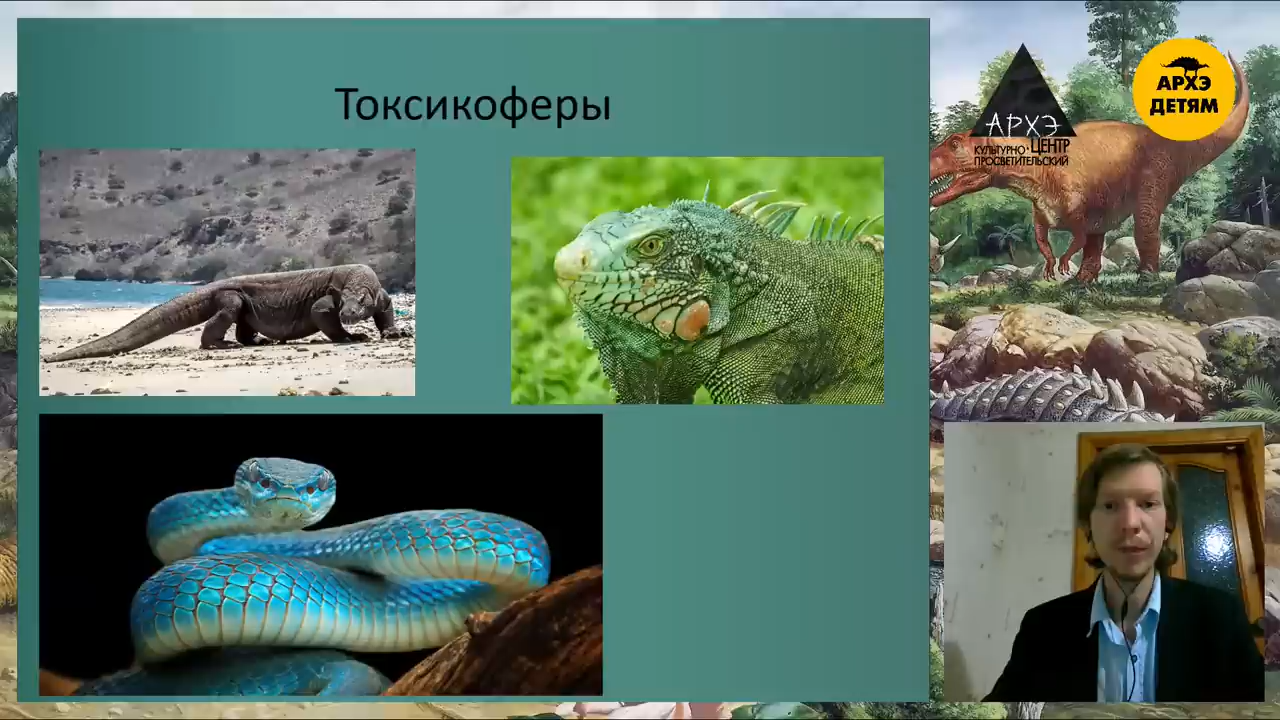 Токсикоферы
АРХЭ
КУЛЬТУРНО-ЦЕНТР
ПРОСВЕТИТЕЛЬСКИЙ
АРХЭ
ДЕТЯМ